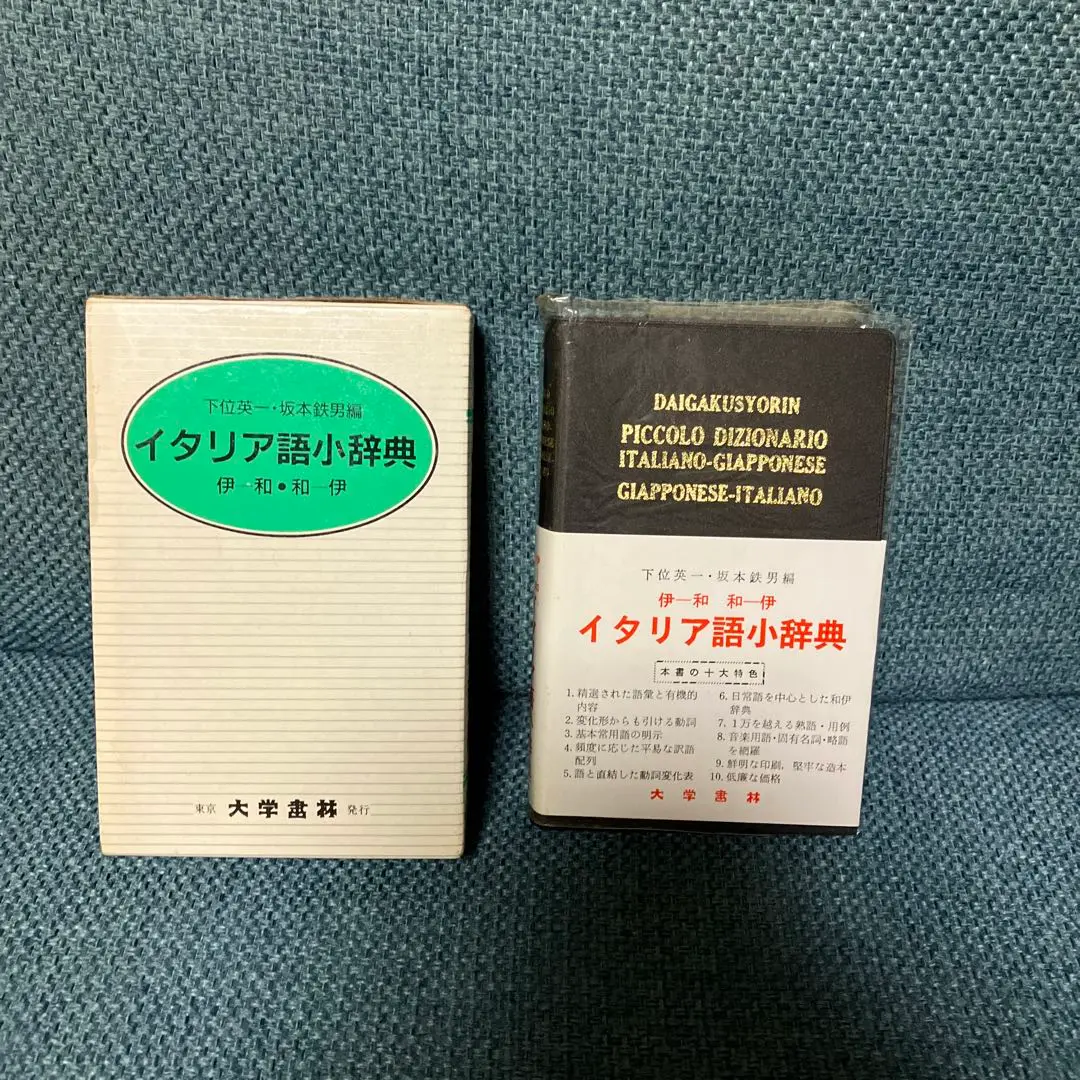 下位英一・坂本鉄男編
イタリア語小辞典
伊—和•和—伊
東京 大学書林 発行
DAIGAKUSYORIN
PICCOLO DIZIONARIO
ITALIANO-GIAPPONESE
GIAPPONESE-ITALIANO
下位英一・坂本鉄男編
伊—和 和—伊
イタリア語小辞典
本書の十大特色
1. 精選された語彙と有機的
内容
2. 変化形からも引ける動詞
3. 基本常用語の明示
4. 頻度に応じた平易な訳語
配列
5. 語と直結した動詞変化表
6. 日常語を中心とした和伊
辞典
7. 1万を越える熟語・用例
8. 音楽用語・固有名詞・略語
を網羅
9. 鮮明な印刷，堅牢な造本
10. 低廉な価格
大学書林